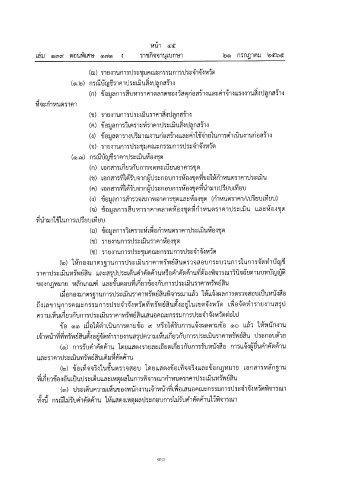 หน้า ๔๕
เล่ม ๑๓๙ ตอนพิเศษ ๑๗๑ ง ราชกิจจานุเบกษา ๒๑ กรกฎาคม ๒๕๖๕
(ฌ) รายงานการประชุมคณะกรรมการประจำจังหวัด
(๑.๒) กรณีบัญชีราคาประเมินสิ่งปลูกสร้าง
(ก) ข้อมูลการสืบหาราคาตลาดของวัสดุก่อสร้างและค่าจ้างแรงงานสิ่งปลูกสร้าง
ที่จะกำหนดราคา
(ข) รายงานการประเมินราคาสิ่งปลูกสร้าง
(ค) ข้อมูลการวิเคราะห์ราคาประเมินสิ่งปลูกสร้าง
(ง) ข้อมูลตารางปริมาณงานก่อสร้างและค่าใช้จ่ายในการดำเนินงานก่อสร้าง
(จ) รายงานการประชุมคณะกรรมการประจำจังหวัด
(๑.๓) กรณีบัญชีราคาประเมินห้องชุด
(ก) เอกสารเกี่ยวกับการจดทะเบียนอาคารชุด
(ข) เอกสารที่ได้รับจากผู้ประกอบการห้องชุดที่ขอให้กำหนดราคาประเมิน
(ค) เอกสารที่ได้รับจากผู้ประกอบการห้องชุดที่นำมาเปรียบเทียบ
(ง) ข้อมูลการสำรวจสภาพอาคารชุดและห้องชุด (กำหนดราคา/เปรียบเทียบ)
(จ) ข้อมูลการสืบหาราคาตลาดห้องชุดที่กำหนดราคาประเมิน และห้องชุด
ที่นำมาใช้ในการเปรียบเทียบ
(ฉ) ข้อมูลการวิเคราะห์เพื่อกำหนดราคาประเมินห้องชุด
(ช) รายงานการประเมินราคาห้องชุด
(ซ) รายงานการประชุมคณะกรรมการประจำจังหวัด
(๒) ให้กองมาตรฐานการประเมินราคาทรัพย์สินตรวจสอบกระบวนการในการจัดทำบัญชี
ราคาประเมินทรัพย์สิน และสรุปประเด็นคำคัดค้านหรือคำคัดค้านที่ต้องพิจารณาวินิจฉัยตามบทบัญญัติ
ของกฎหมาย หลักเกณฑ์ และขั้นตอนที่เกี่ยวข้องกับการประเมินราคาทรัพย์สิน
เมื่อกองมาตรฐานการประเมินราคาทรัพย์สินพิจารณาแล้ว ให้แจ้งผลการตรวจสอบเป็นหนังสือ
ถึงเลขานุการคณะกรรมการประจำจังหวัดที่ทรัพย์สินตั้งอยู่ในเขตจังหวัด เพื่อจัดทำรายงานสรุป
ความเห็นเกี่ยวกับการประเมินราคาทรัพย์สินเสนอคณะกรรมการประจำจังหวัดต่อไป
ข้อ ๑๑ เมื่อได้ดำเนินการตามข้อ ๙ หรือได้รับการแจ้งผลตามข้อ ๑๐ แล้ว ให้พนักงาน
เจ้าหน้าที่ที่ทรัพย์สินตั้งอยู่จัดทำรายงานสรุปความเห็นเกี่ยวกับการประเมินราคาทรัพย์สิน ประกอบด้วย
(๑) การรับคำคัดค้าน โดยแสดงรายละเอียดเกี่ยวกับการรับหนังสือ การแจ้งผู้ยื่นคำคัดค้าน
และราคาประเมินทรัพย์สินเดิมที่คัดค้าน
(๒) ข้อเท็จจริงในชั้นตรวจสอบ โดยแสดงข้อเท็จจริงและข้อกฎหมาย เอกสารหลักฐาน
ที่เกี่ยวข้องอันเป็นประเด็นและเหตุผลในการพิจารณากำหนดราคาประเมินทรัพย์สิน
(๓) ประเด็นความเห็นของพนักงานเจ้าหน้าที่เพื่อเสนอคณะกรรมการประจำจังหวัดพิจารณา
ทั้งนี้ กรณีไม่รับคำคัดค้าน ให้แสดงเหตุผลประกอบการไม่รับคำคัดค้านไว้พิจารณา